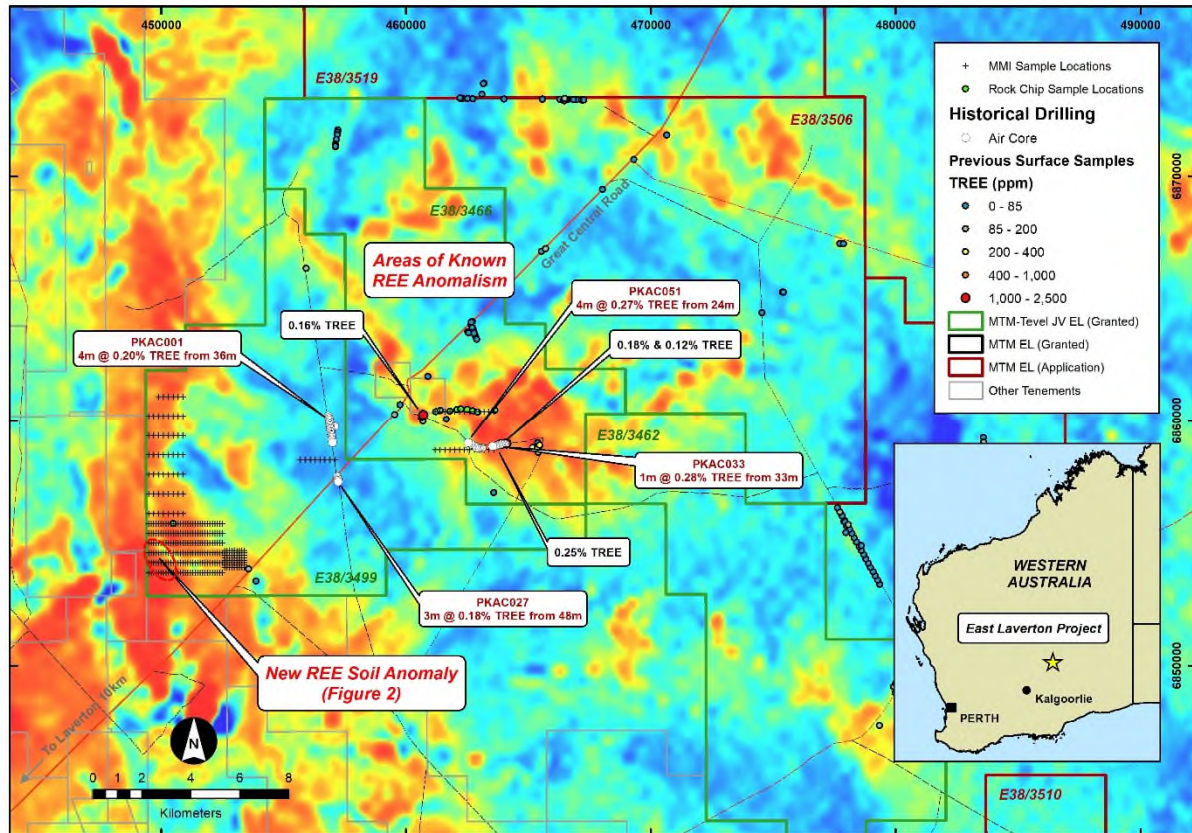 450000
460000
470000
480000
490000
E38/3519
E38/3506
E38/3466
Great Central Road
Areas of Known
REE Anomalism
PKAC051
4m @ 0.27% TREE from 24m
0.16% TREE
0.18% & 0.12% TREE
PKAC001
4m @ 0.20% TREE from 36m
E38/3462
PKAC033
1m @ 0.28% TREE from 33m
0.25% TREE
E38/3499
PKAC027
3m @ 0.18% TREE from 48m
New REE Soil Anomaly
(Figure 2)
To Laverton 10Km
N
0 1 2 4 6 8
Kilometers
E38/3510
6870000
6860000
6850000
MMI Sample Locations
Rock Chip Sample Locations
Historical Drilling
Air Core
Previous Surface Samples
TREE (ppm)
0 - 85
85 - 200
200 - 400
400 - 1,000
1,000 - 2,500
MTM-Tevel JV EL (Granted)
MTM EL (Granted)
MTM EL (Application)
Other Tenements
WESTERN
AUSTRALIA
East Laverton Project
Kalgoorlie
PERTH